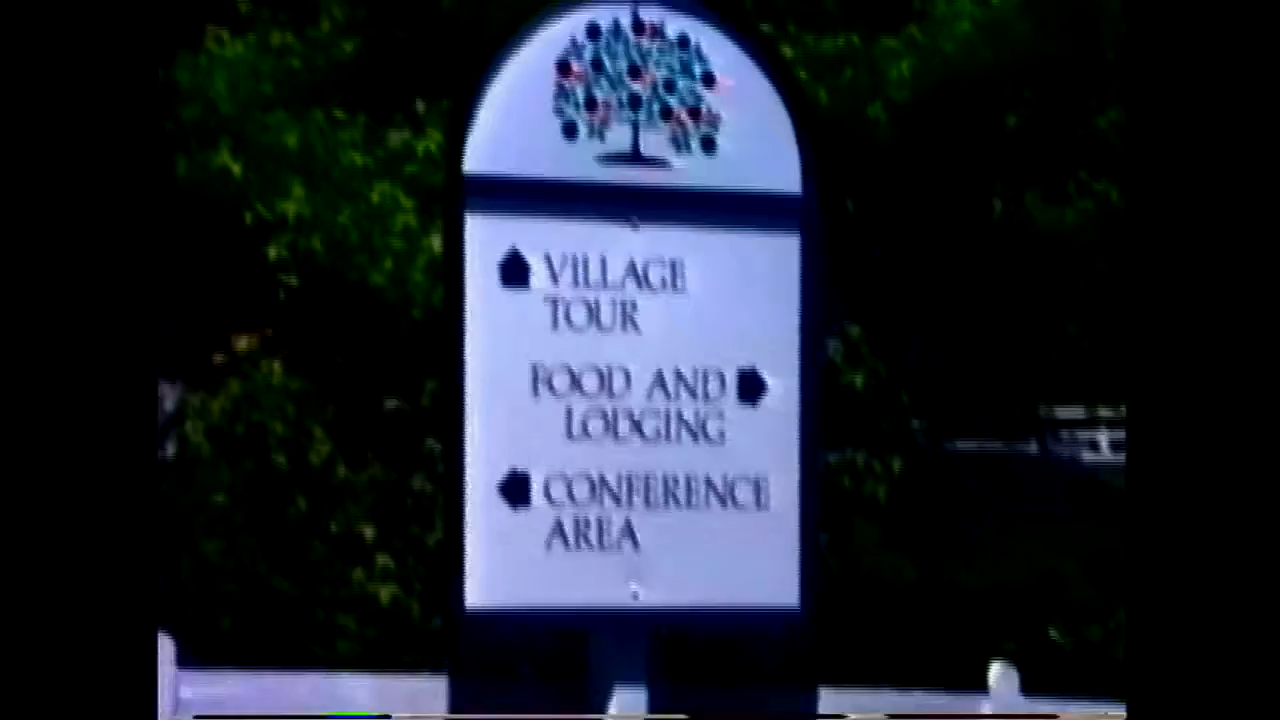 VILLAGE
TOUR
FOOD AND
LODGING
CONFERENCE
AREA